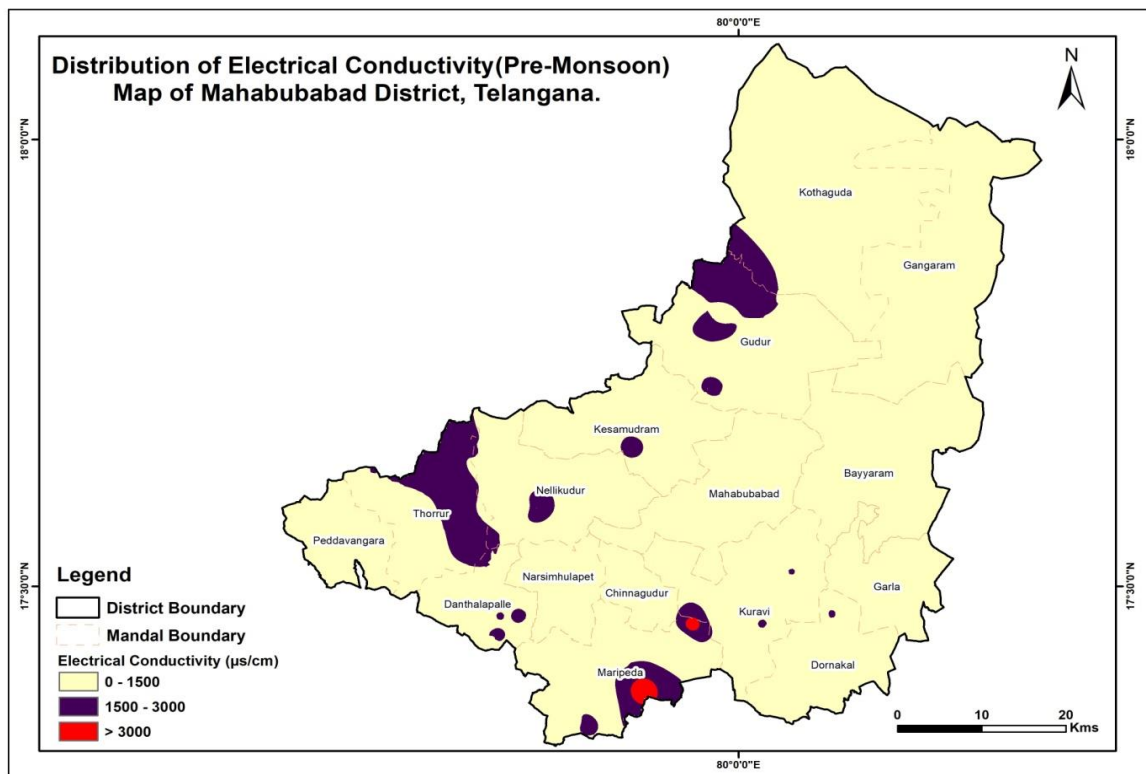 80°0'0"E
Distribution of Electrical Conductivity(Pre-Monsoon)
Map of Mahabubabad District, Telangana.
N
18°0'0"N
18°0'0"N
Kothaguda
Gangaram
Gudur
Kesamudram
Bayyaram
Nellikudur
Mahabubabad
Thorrur
Peddavangara
17°30'0"N
17°30'0"N
Narsimhulapet
Chinnagudur
Garla
Danthalapalle
Kuravi
Maripeda
Dornakal
Legend
District Boundary
Mandal Boundary
Electrical Conductivity (µs/cm)
0 - 1500
1500 - 3000
> 3000
0 10 20
Kms
80°0'0"E